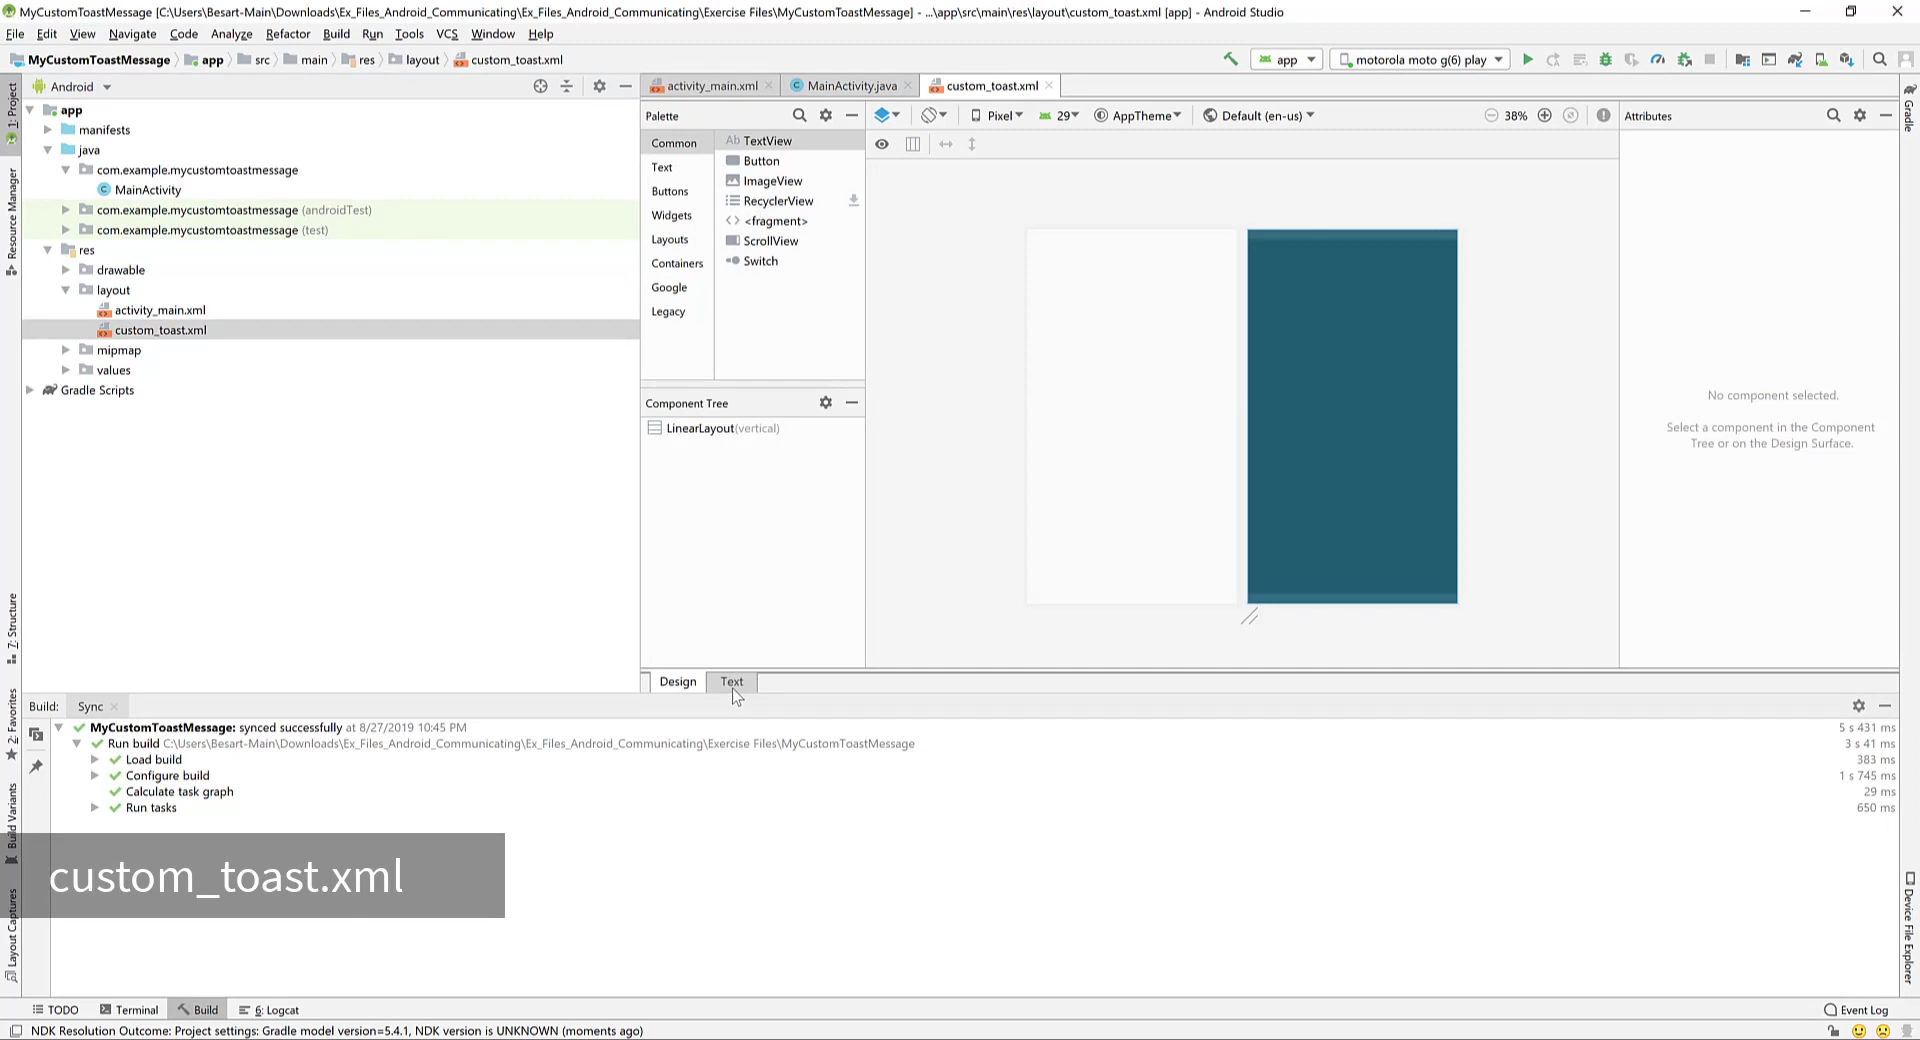 MyCustomToastMessage [C:\Users\Besart-Main\Downloads\Ex_Files_Android_Communicating\Ex_Files_Android_Communicating\Exercise Files\MyCustomToastMessage] - ...\app\src\main\res\layout\custom_toast.xml [app] - Android Studio
File Edit View Navigate Code Analyze Refactor Build Run Tools VCS Window Help
MyCustomToastMessage app src main res layout custom_toast.xml
app
motorola moto g(6) play
1: Project
Resource Manager
7: Structure
2: Favorites
Build Variants
Layout Captures
Android
app
manifests
java
com.example.mycustomtoastmessage
MainActivity
com.example.mycustomtoastmessage (androidTest)
com.example.mycustomtoastmessage (test)
res
drawable
layout
activity_main.xml
custom_toast.xml
mipmap
values
Gradle Scripts
activity_main.xml
MainActivity.java
custom_toast.xml
Palette
Common
Text
Buttons
Widgets
Layouts
Containers
Google
Legacy
Ab TextView
Button
ImageView
RecyclerView
<fragment>
ScrollView
Switch
Component Tree
LinearLayout(vertical)
Pixel
29
AppTheme
Default (en-us)
38%
Attributes
No component selected.
Select a component in the Component
Tree or on the Design Surface.
Gradle
Device File Explorer
Design
Text
Build:
Sync
MyCustomToastMessage: synced successfully at 8/27/2019 10:45 PM
5 s 431 ms
Run build C:\Users\Besart-Main\Downloads\Ex_Files_Android_Communicating\Ex_Files_Android_Communicating\Exercise Files\MyCustomToastMessage
3 s 41 ms
Load build
383 ms
Configure build
1 s 745 ms
Calculate task graph
29 ms
Run tasks
650 ms
custom_toast.xml
TODO
Terminal
Build
6: Logcat
Event Log
NDK Resolution Outcome: Project settings: Gradle model version=5.4.1, NDK version is UNKNOWN (moments ago)